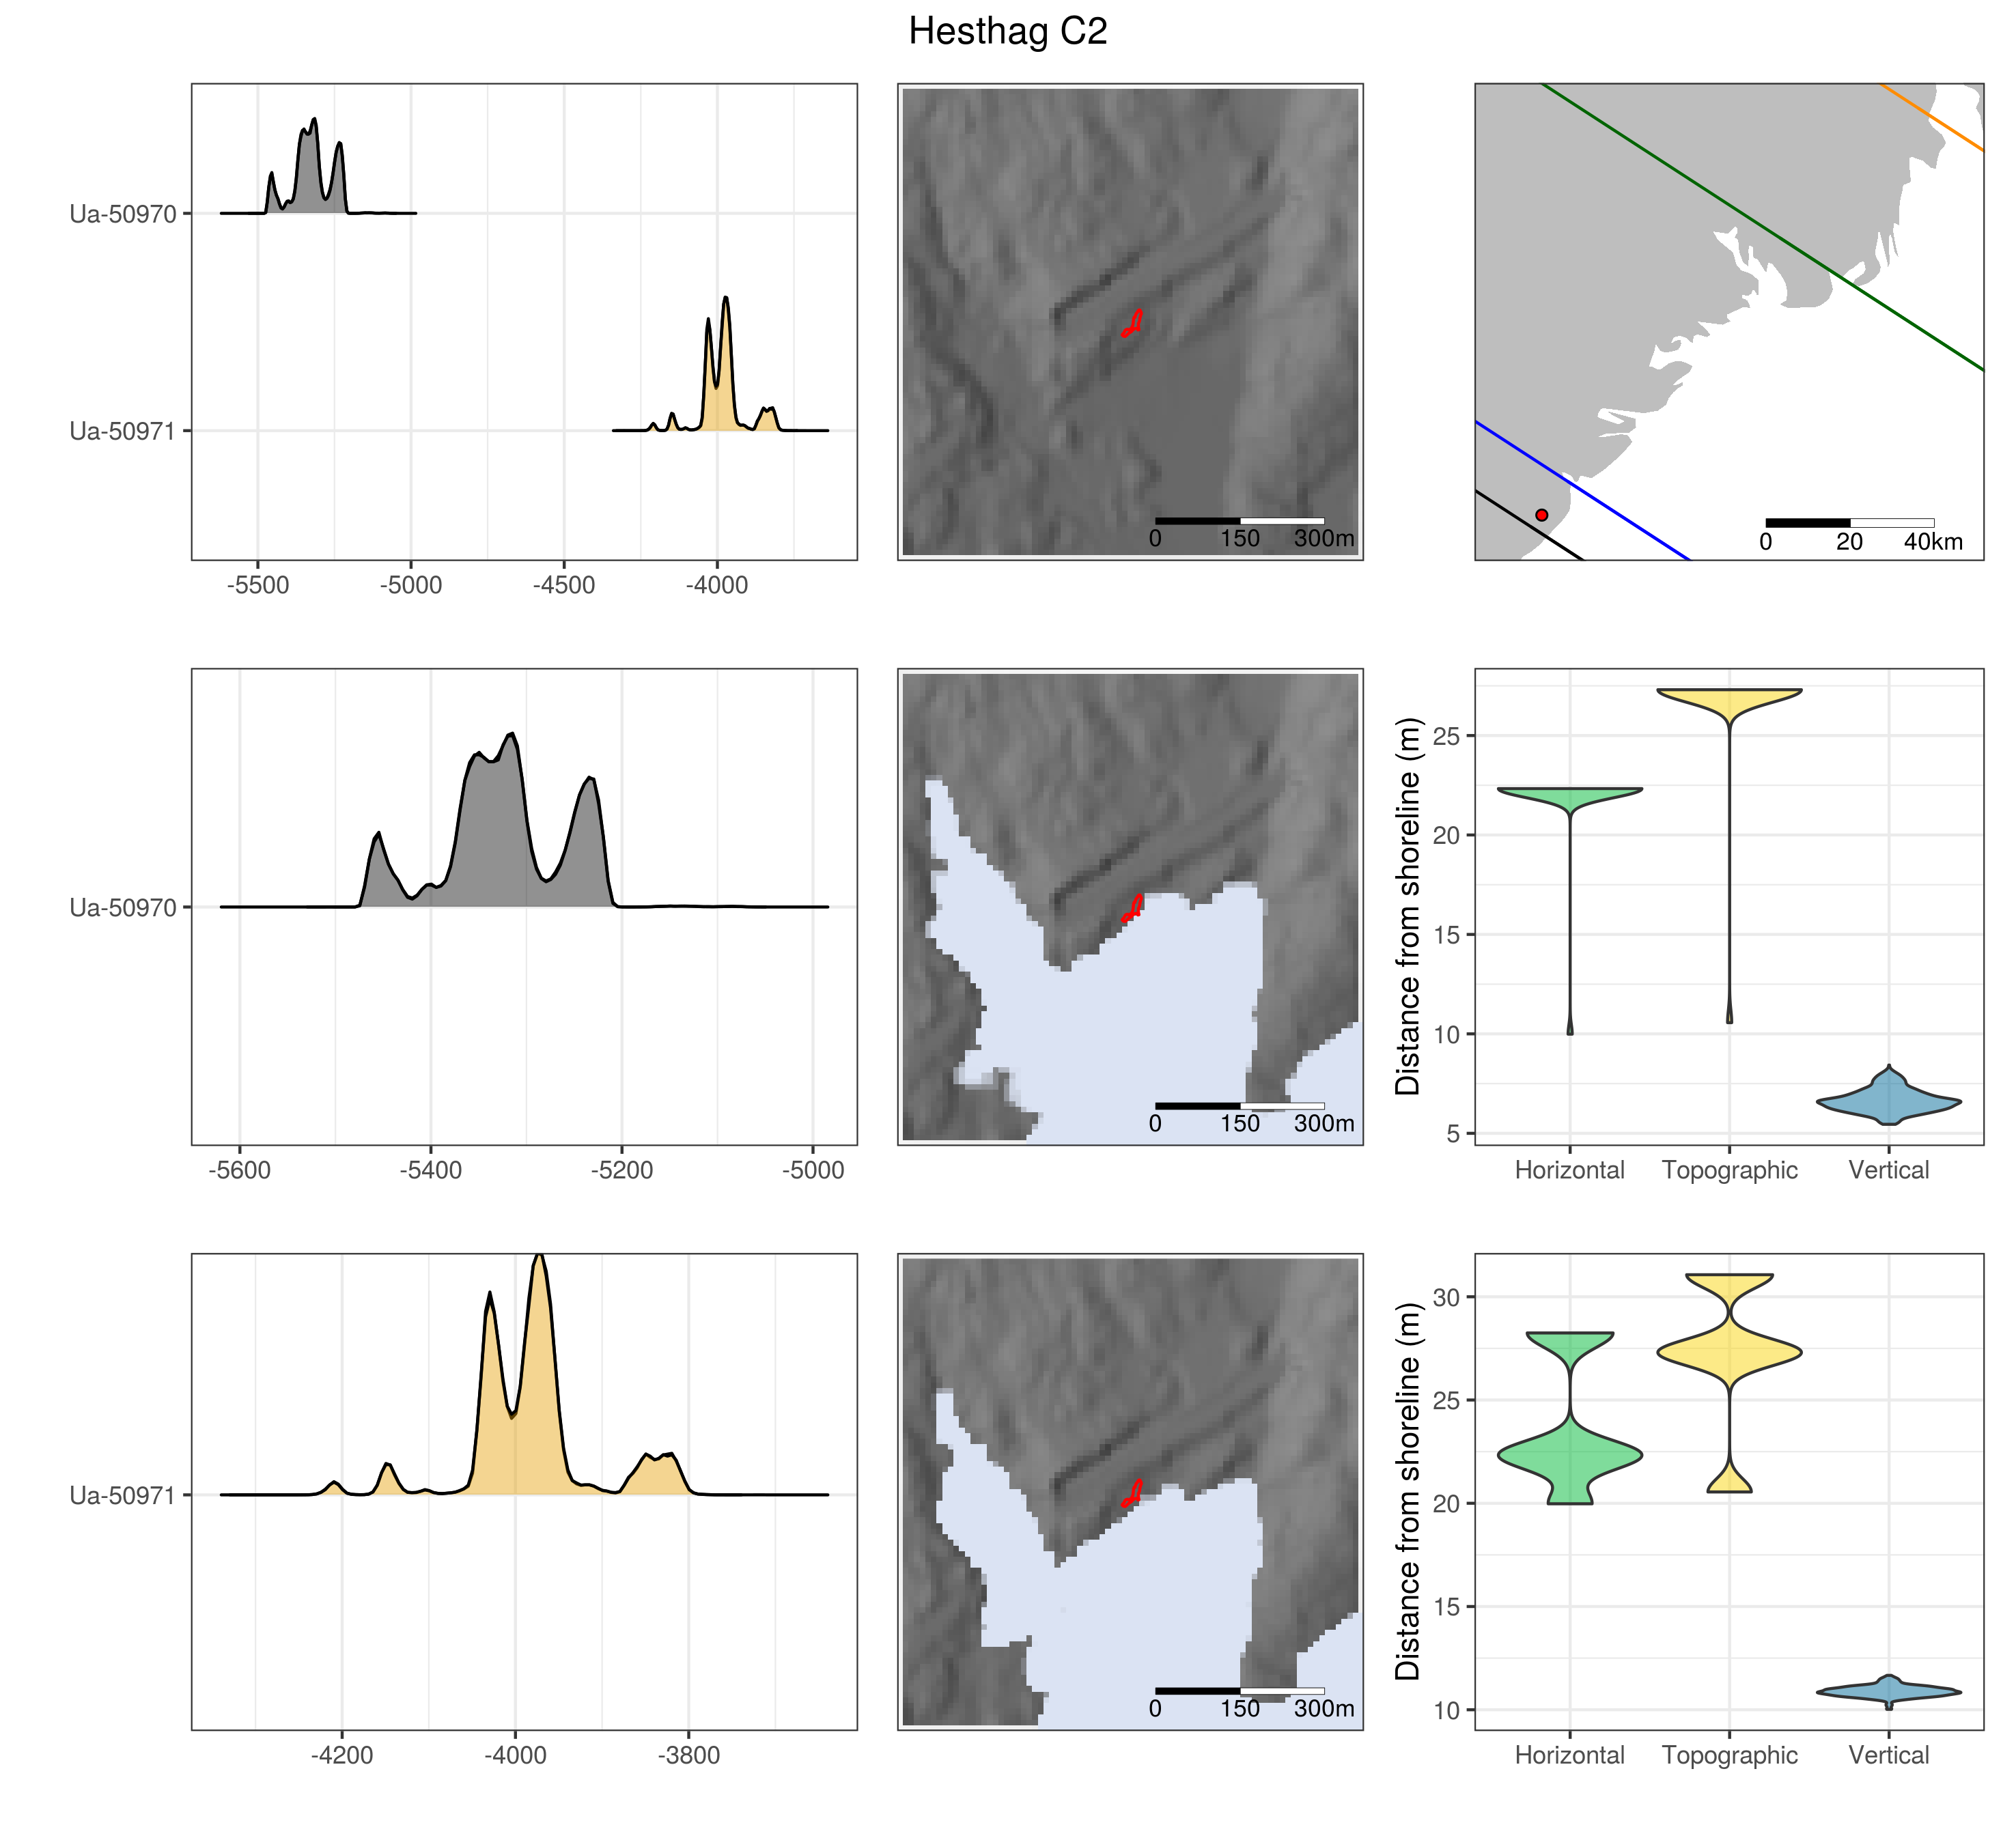 Hesthag C2
Ua-50970
Ua-50971
-5500 -5000 -4500 -4000
0 150 300m
0 20 40km
Ua-50970
-5600 -5400 -5200 -5000
0 150 300m
Distance from shoreline (m)
25
20
15
10
5
Horizontal Topographic Vertical
Ua-50971
-4200 -4000 -3800
0 150 300m
Distance from shoreline (m)
30
25
20
15
10
Horizontal Topographic Vertical